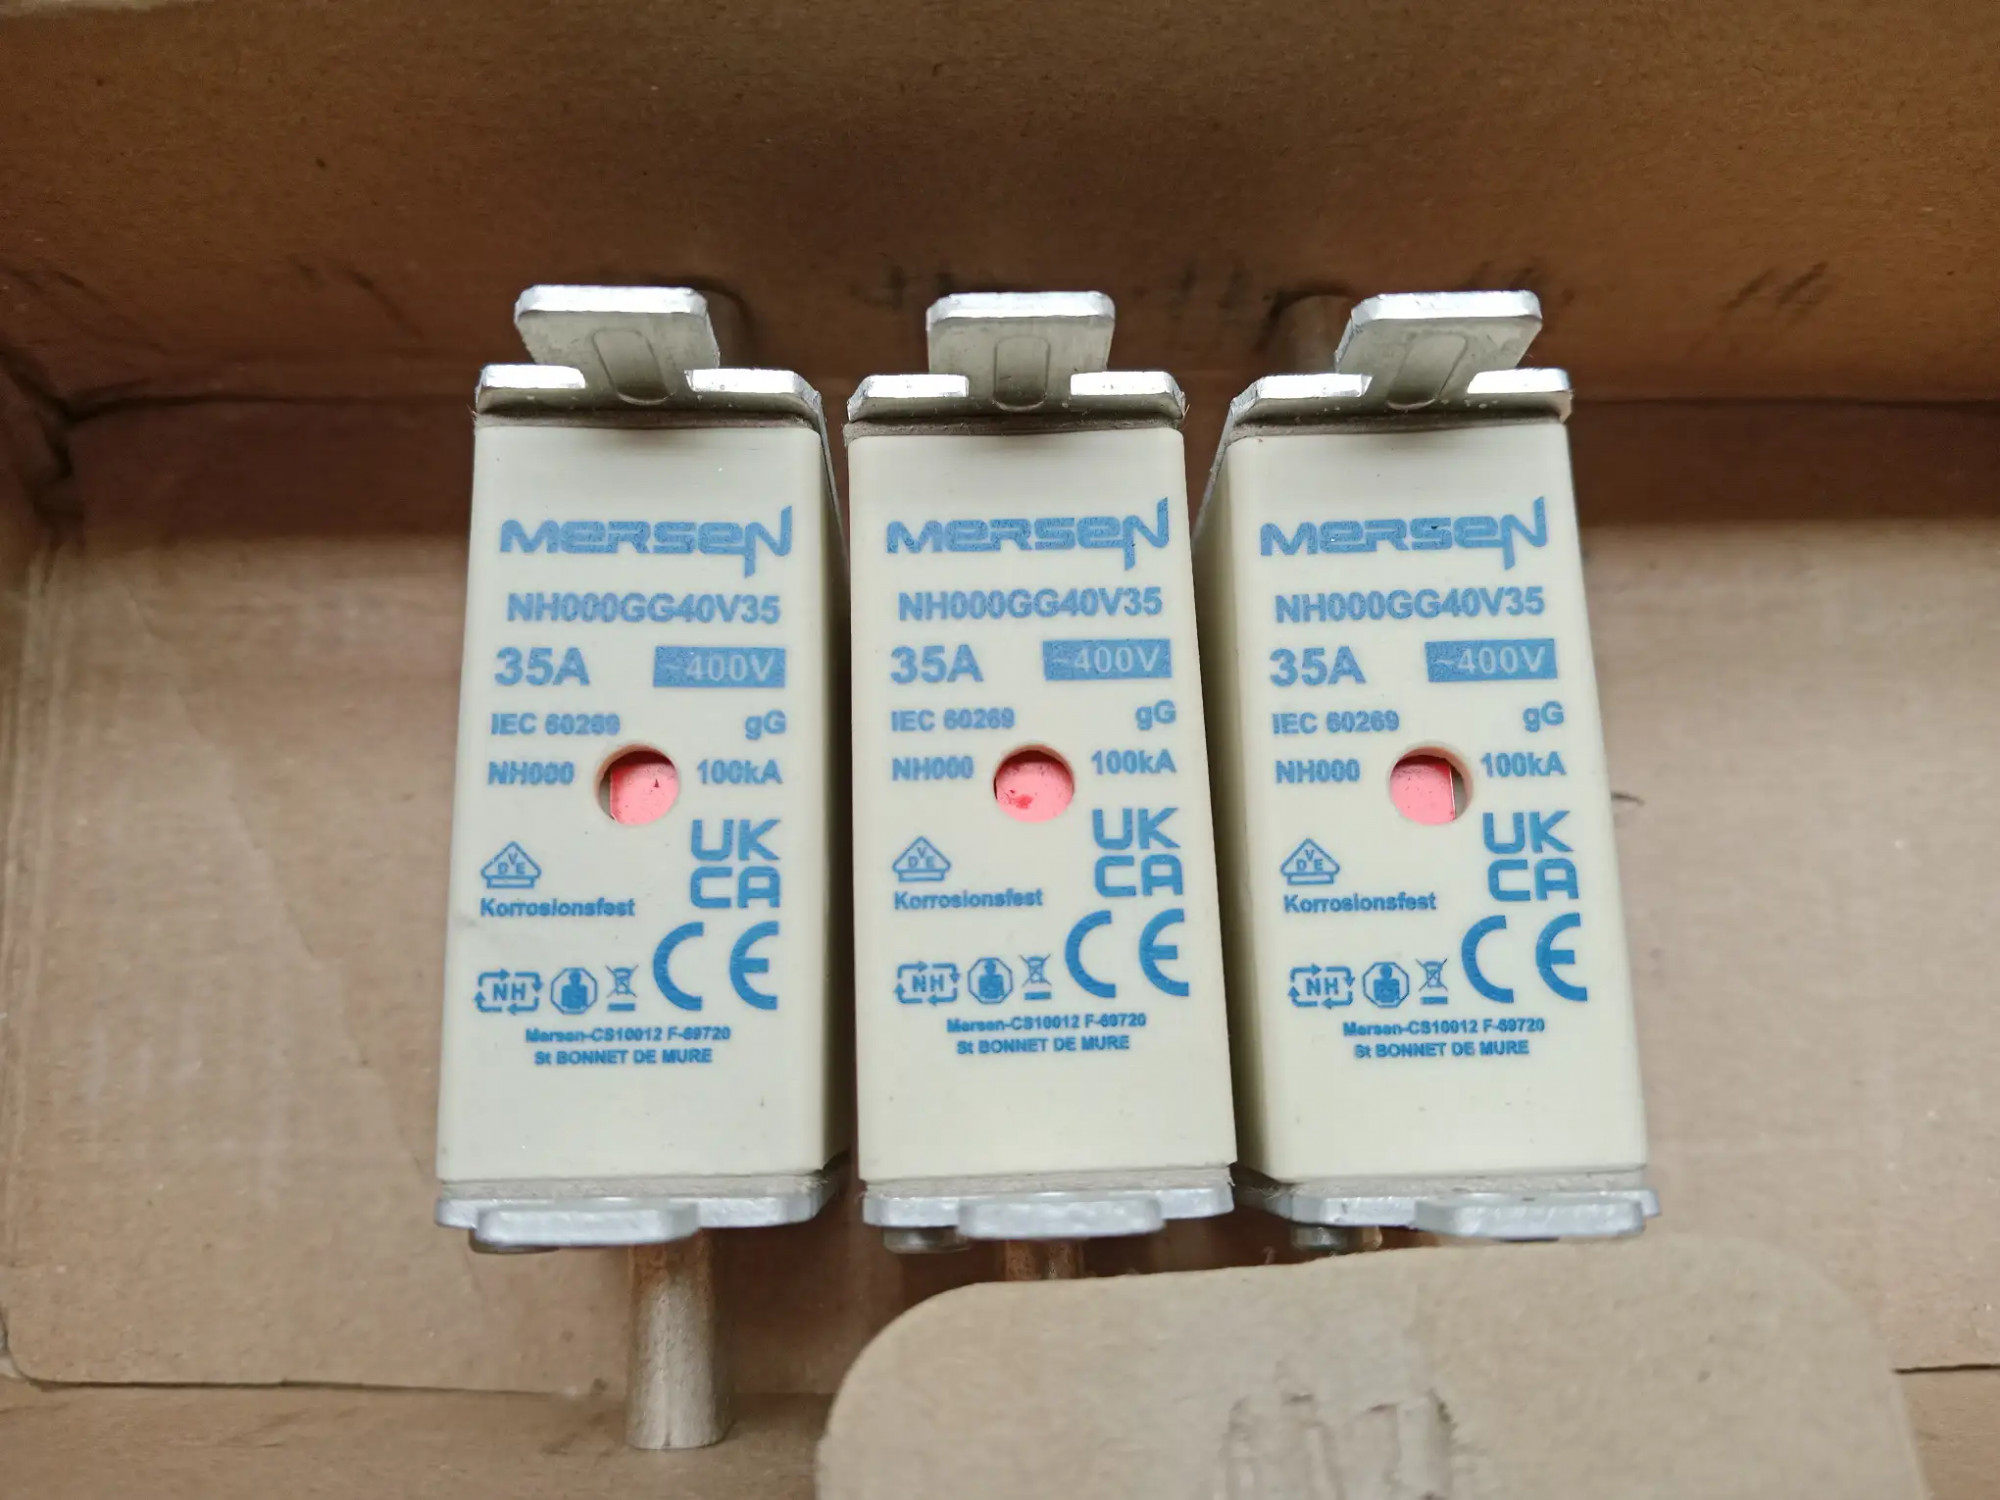 MERSEN
NH000GG40V35
35A ~400V
IEC 60269 gG
NH000 100kA
UK
CA
VDE
Korrosionsfest
NH CE
Mersen-CS10012 F-69720
St BONNET DE MURE
MERSEN
NH000GG40V35
35A ~400V
IEC 60269 gG
NH000 100kA
UK
CA
VDE
Korrosionsfest
NH CE
Mersen-CS10012 F-69720
St BONNET DE MURE
MERSEN
NH000GG40V35
35A ~400V
IEC 60269 gG
NH000 100kA
UK
CA
VDE
Korrosionsfest
NH CE
Mersen-CS10012 F-69720
St BONNET DE MURE